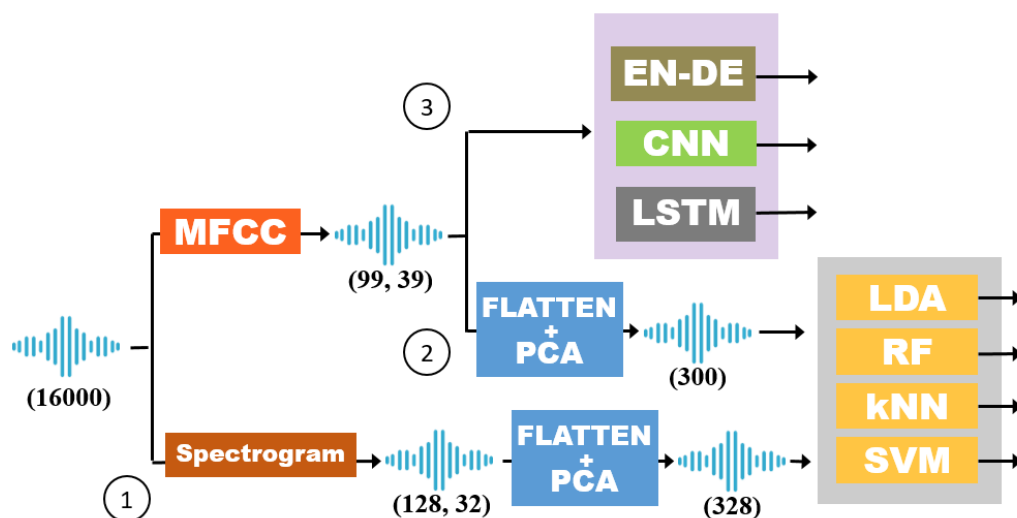 EN-DE
3
CNN
LSTM
MFCC
(99, 39)
FLATTEN
+
PCA
(300)
2
LDA
RF
kNN
SVM
(16000)
Spectrogram
(128, 32)
FLATTEN
+
PCA
(328)
1